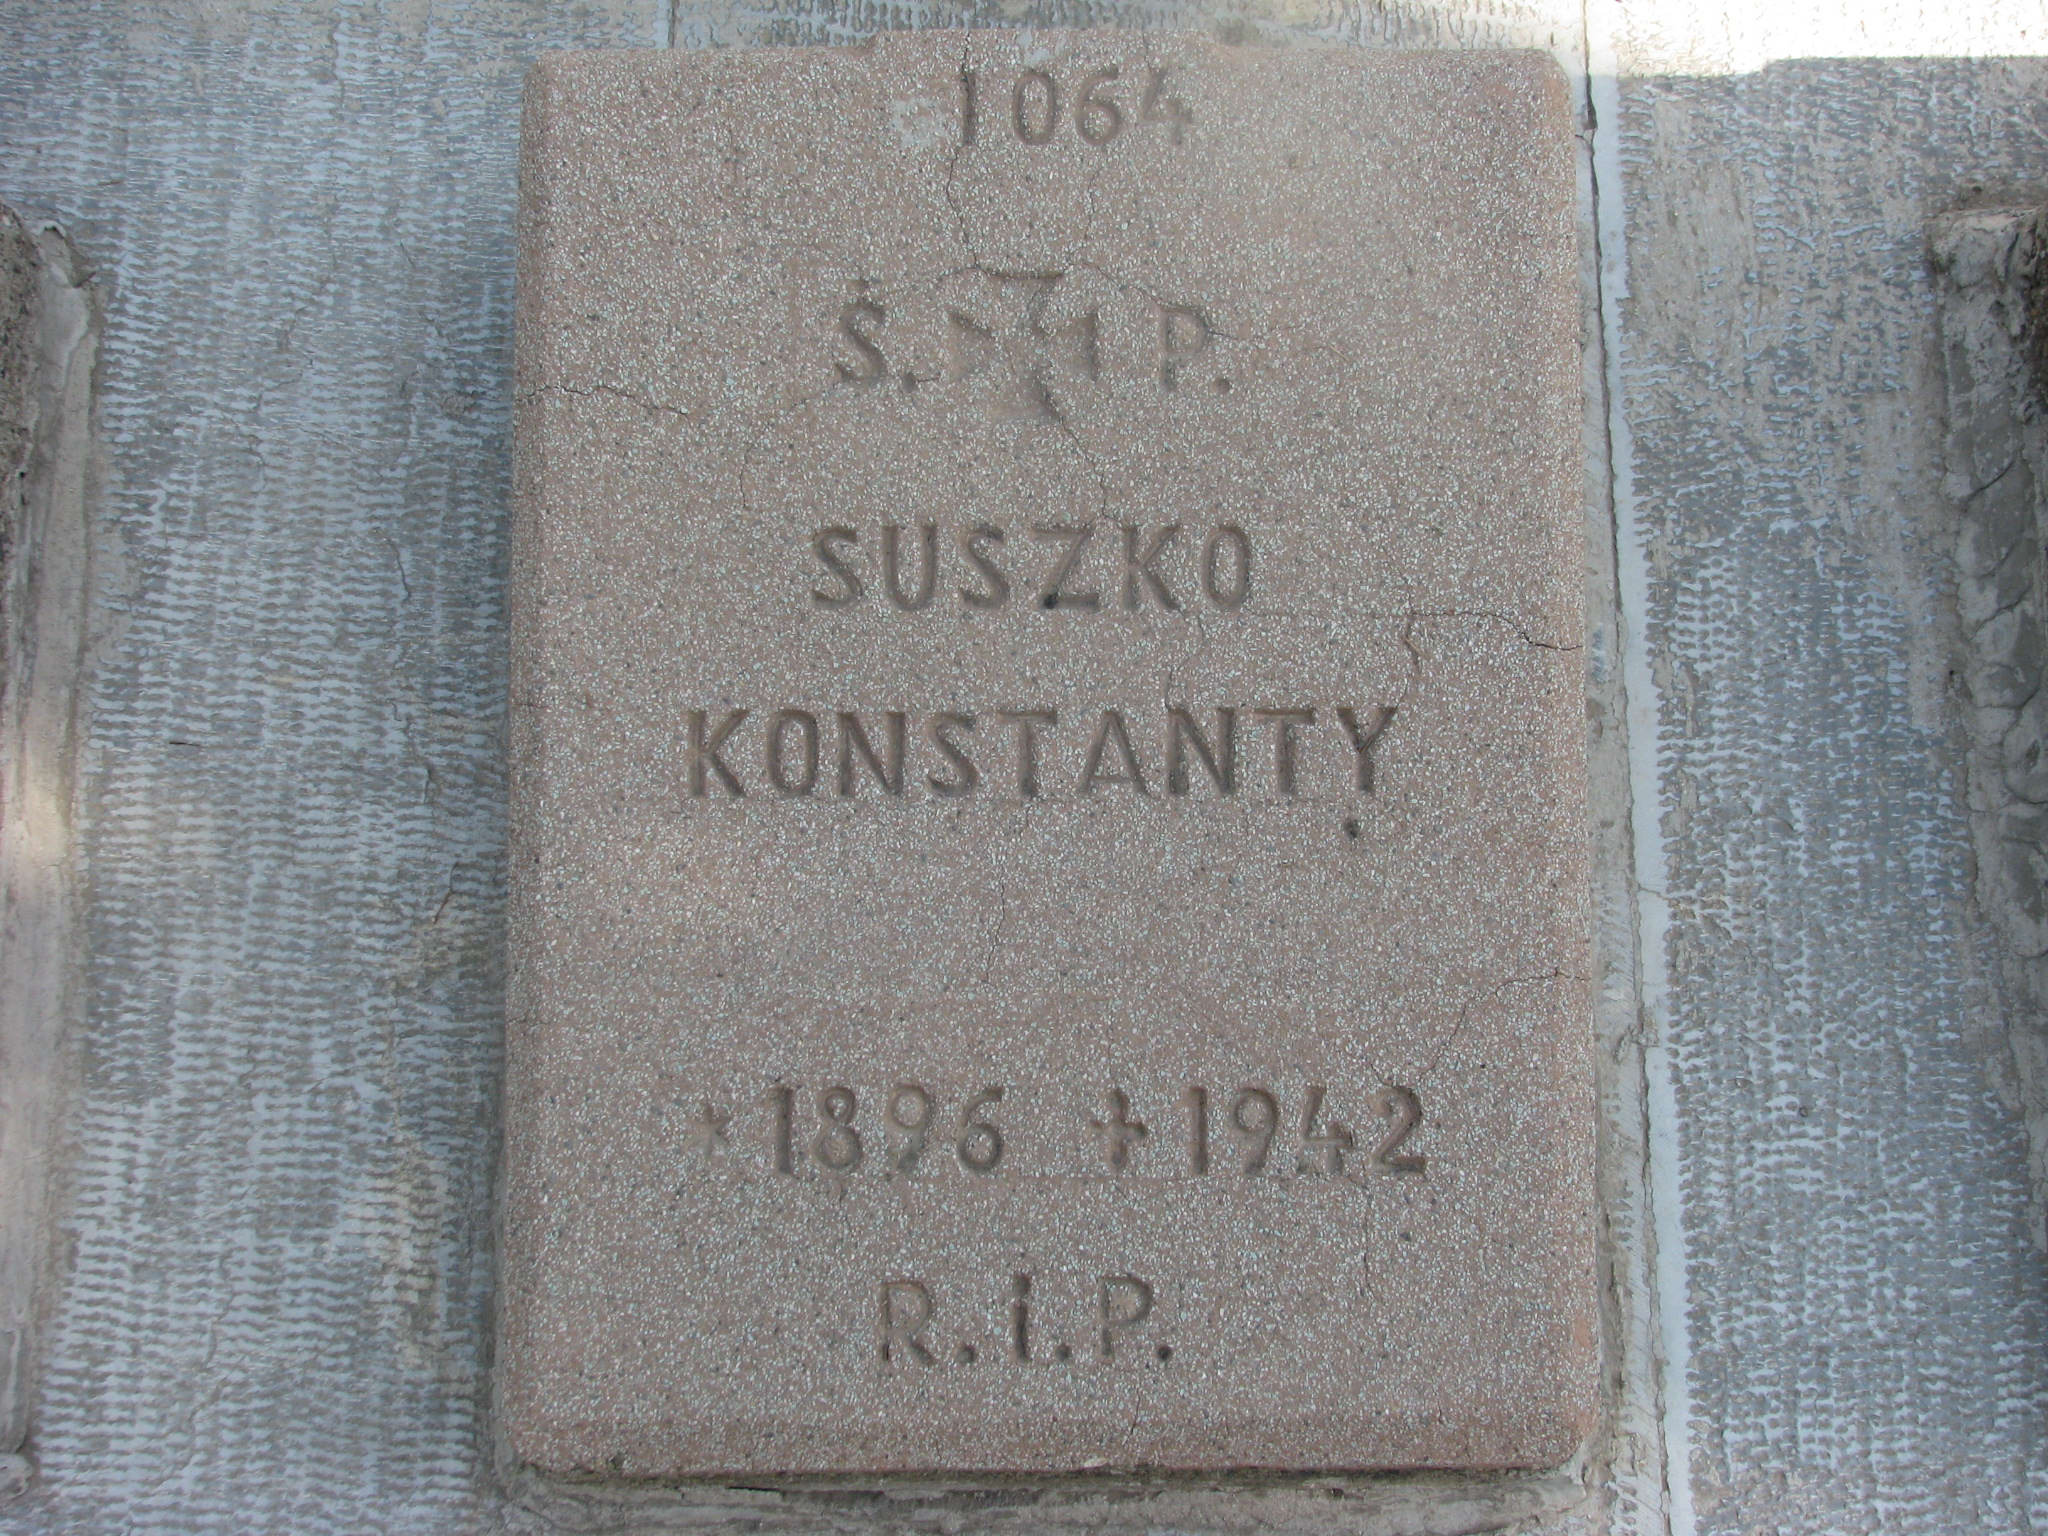 1064
Ś. P.
SUSZKO
KONSTANTY
* 1896 + 1942
R.i.P.